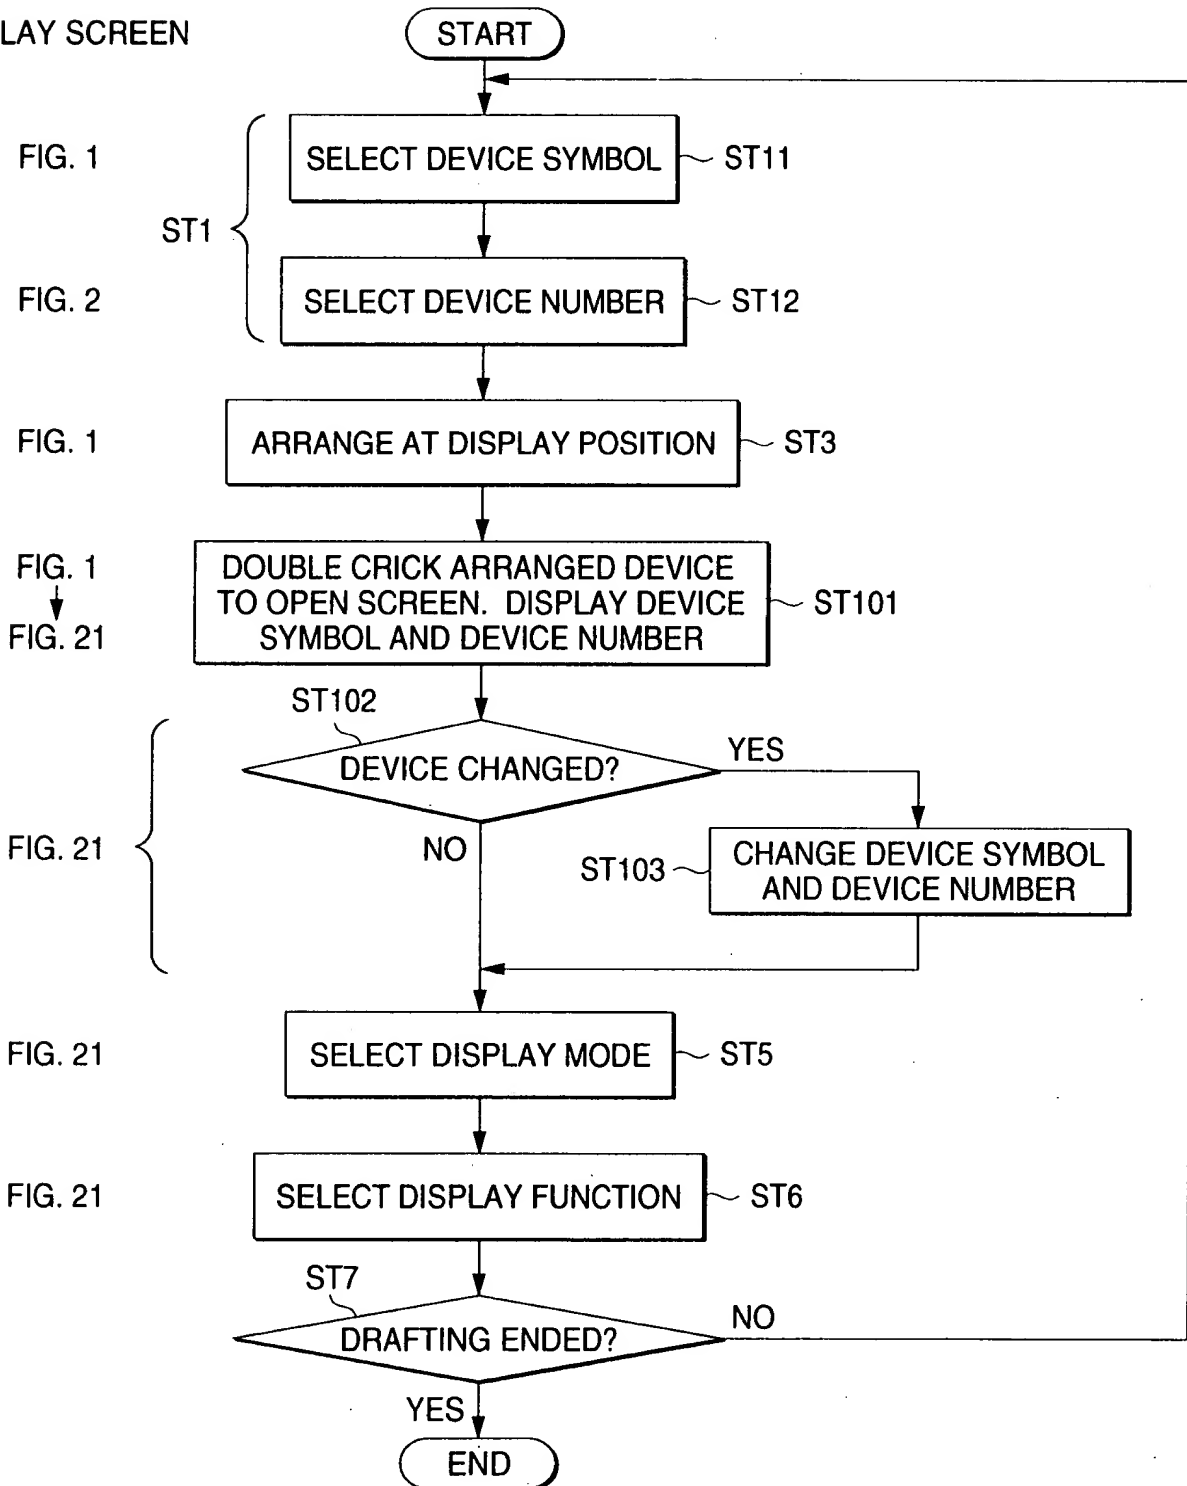 LAY SCREEN
START
FIG. 1
SELECT DEVICE SYMBOL
ST11
ST1
FIG. 2
SELECT DEVICE NUMBER
ST12
FIG. 1
ARRANGE AT DISPLAY POSITION
ST3
FIG. 1
FIG. 21
DOUBLE CRICK ARRANGED DEVICE
TO OPEN SCREEN. DISPLAY DEVICE
SYMBOL AND DEVICE NUMBER
ST101
ST102
DEVICE CHANGED?
YES
NO
FIG. 21
ST103
CHANGE DEVICE SYMBOL
AND DEVICE NUMBER
FIG. 21
SELECT DISPLAY MODE
ST5
FIG. 21
SELECT DISPLAY FUNCTION
ST6
ST7
DRAFTING ENDED?
NO
YES
END